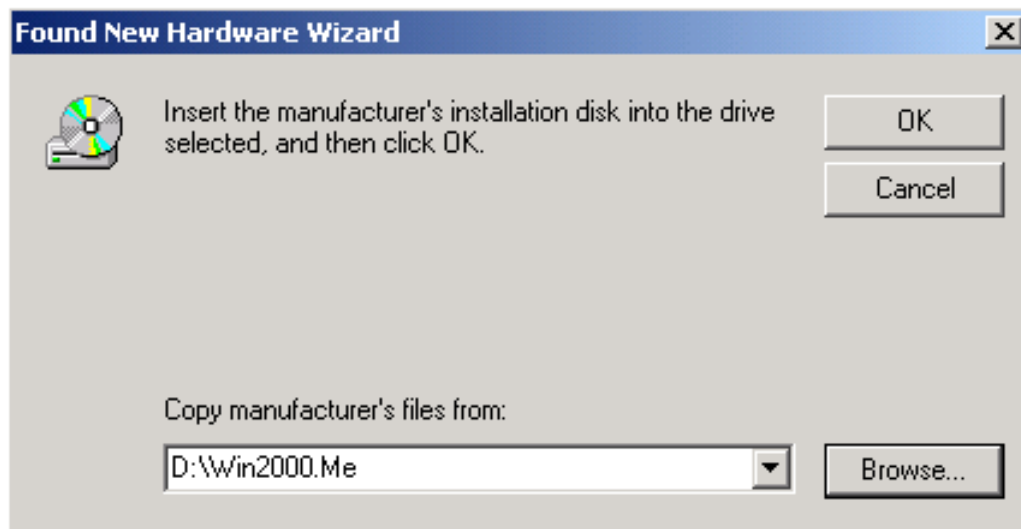 Found New Hardware Wizard
Insert the manufacturer's installation disk into the drive
selected, and then click OK.
OK
Cancel
Copy manufacturer's files from:
D:\Win2000.Me
Browse...